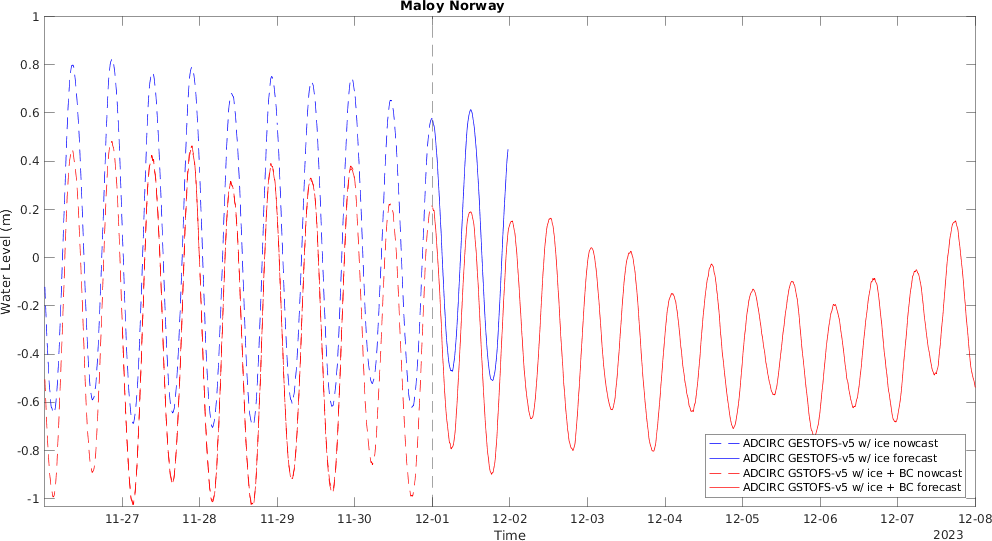 Maloy Norway
1
0.8
0.6
0.4
0.2
0
-0.2
-0.4
-0.6
-0.8
-1
Water Level (m)
ADCIRC GESTOFS-v5 w/ ice nowcast
ADCIRC GESTOFS-v5 w/ ice forecast
ADCIRC GSTOFS-v5 w/ ice + BC nowcast
ADCIRC GSTOFS-v5 w/ ice + BC forecast
11-27 11-28 11-29 11-30 12-01 12-02 12-03 12-04 12-05 12-06 12-07 12-08
Time
2023